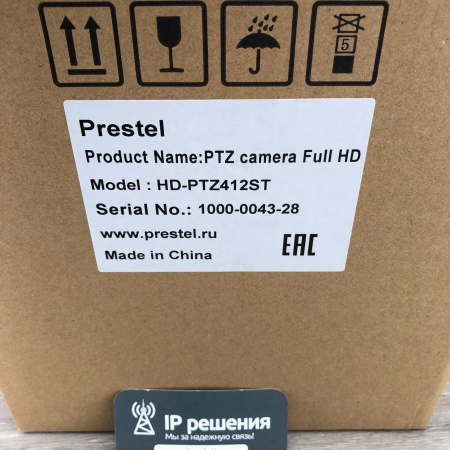 5
Prestel
Product Name:PTZ camera Full HD
Model : HD-PTZ412ST
Serial No.: 1000-0043-28
www.prestel.ru
Made in China
EAC
IP решения
Мы за надежную связь!